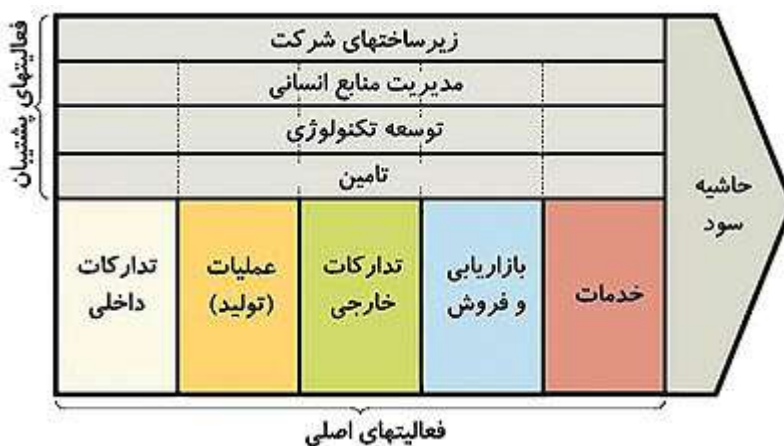 فعالیتهای پشتیبان
زیرساختهای شرکت
مدیریت منابع انسانی
توسعه تکنولوژی
تامین
حاشیه
سود
تدارکات
داخلی
عملیات
(تولید)
تدارکات
خارجی
بازاریابی
و فروش
خدمات
فعالیتهای اصلی